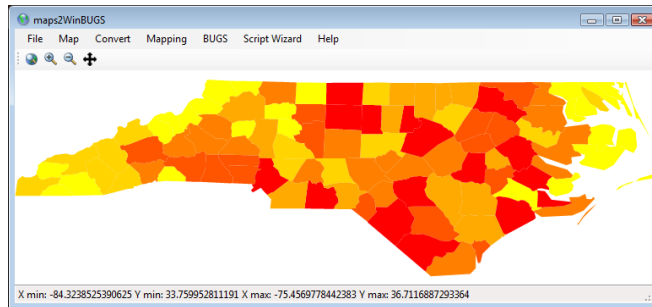 maps2WinBUGS
File Map Convert Mapping BUGS Script Wizard Help
X min: -84.3238525390625 Y min: 33.759952811191 X max: -75.4569778442383 Y max: 36.7116887293364